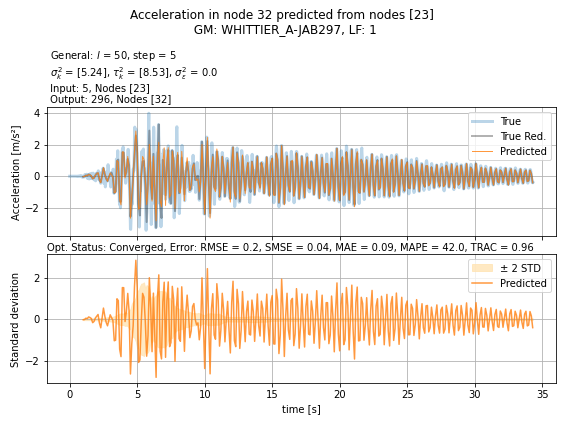 Acceleration in node 32 predicted from nodes [23]
GM: WHITTIER_A-JAB297, LF: 1
General: l = 50, step = 5
σ²ₖ = [5.24], τ²ₖ = [8.53], σ²ε = 0.0
Input: 5, Nodes [23]
Output: 296, Nodes [32]
Acceleration [m/s²]
4
2
0
−2
True
True Red.
Predicted
Opt. Status: Converged, Error: RMSE = 0.2, SMSE = 0.04, MAE = 0.09, MAPE = 42.0, TRAC = 0.96
Standard deviation
2
0
−2
± 2 STD
Predicted
0 5 10 15 20 25 30 35
time [s]